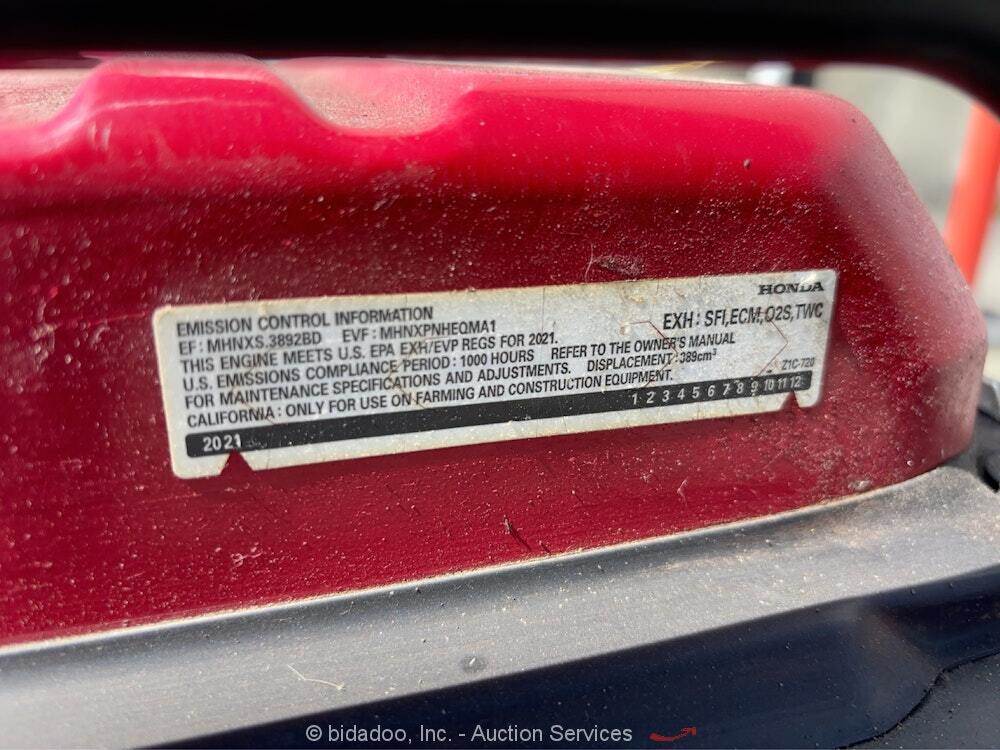 HONDA
EMISSION CONTROL INFORMATION
EF : MHNXS.3892BD EVF : MHNXPNHEQMA1 EXH : SFI,ECM,O2S,TWC
THIS ENGINE MEETS U.S. EPA EXH/EVP REGS FOR 2021.
U.S. EMISSIONS COMPLIANCE PERIOD : 1000 HOURS REFER TO THE OWNER'S MANUAL
FOR MAINTENANCE SPECIFICATIONS AND ADJUSTMENTS. DISPLACEMENT : 389cm³ Z1C-720
CALIFORNIA : ONLY FOR USE ON FARMING AND CONSTRUCTION EQUIPMENT.
2021 1 2 3 4 5 6 7 8 9 10 11 12
© bidadoo, Inc. - Auction Services